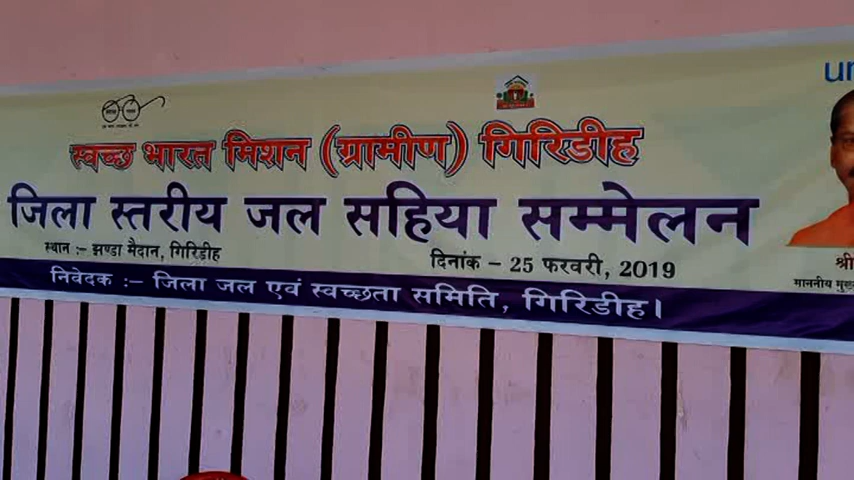 un
स्वच्छ भारत मिशन (ग्रामीण) गिरिडीह
जिला स्तरीय जल सहिया सम्मेलन
स्थान :- झण्डा मैदान, गिरिडीह
दिनांक - 25 फरवरी, 2019
श्री
माननीय मुख्य
निवेदक :- जिला जल एवं स्वच्छता समिति, गिरिडीह।